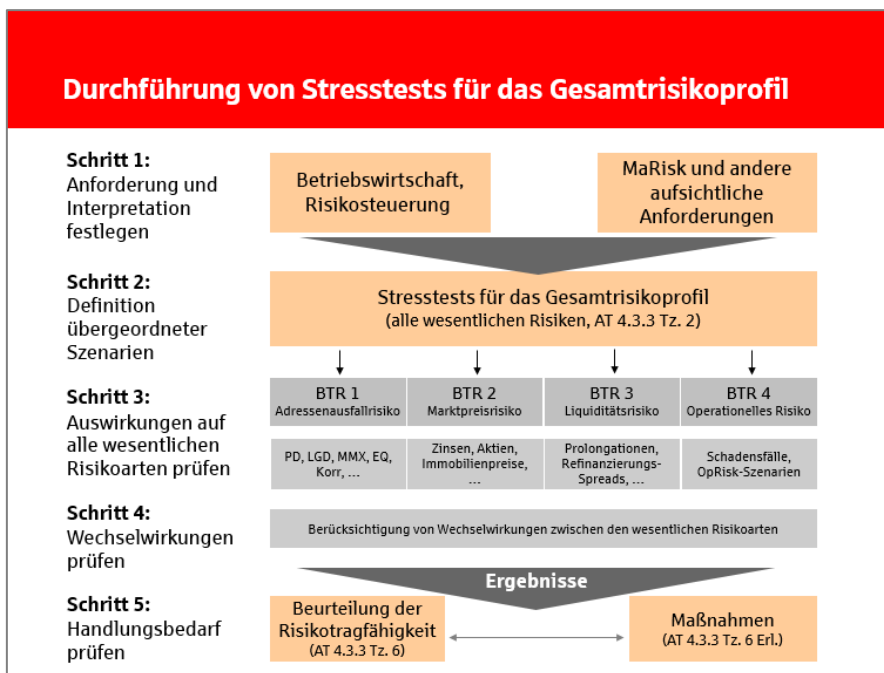 Durchführung von Stresstests für das Gesamtrisikoprofil
Schritt 1:
Anforderung und
Interpretation
festlegen
Betriebswirtschaft,
Risikosteuerung
MaRisk und andere
aufsichtliche
Anforderungen
Schritt 2:
Definition
übergeordneter
Szenarien
Stresstests für das Gesamtrisikoprofil
(alle wesentlichen Risiken, AT 4.3.3 Tz. 2)
Schritt 3:
Auswirkungen auf
alle wesentlichen
Risikoarten prüfen
BTR 1
Adressenausfallrisiko
BTR 2
Marktpreisrisiko
BTR 3
Liquiditätsrisiko
BTR 4
Operationelles Risiko
PD, LGD, MMX, EQ,
Korr, ...
Zinsen, Aktien,
Immobilienpreise,
...
Prolongationen,
Refinanzierungs-
Spreads, ...
Schadensfälle,
OpRisk-Szenarien
Schritt 4:
Wechselwirkungen
prüfen
Berücksichtigung von Wechselwirkungen zwischen den wesentlichen Risikoarten
Ergebnisse
Schritt 5:
Handlungsbedarf
prüfen
Beurteilung der
Risikotragfähigkeit
(AT 4.3.3 Tz. 6)
Maßnahmen
(AT 4.3.3 Tz. 6 Erl.)